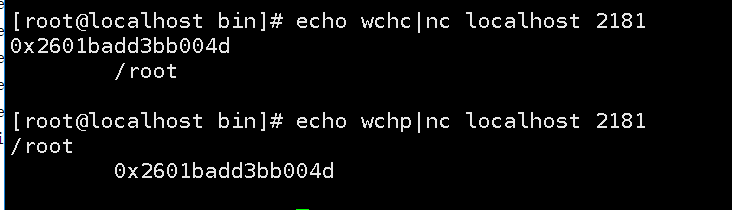 [root@localhost bin]# echo wchc|nc localhost 2181
0x2601badd3bb004d
/root
[root@localhost bin]# echo wchp|nc localhost 2181
/root
0x2601badd3bb004d